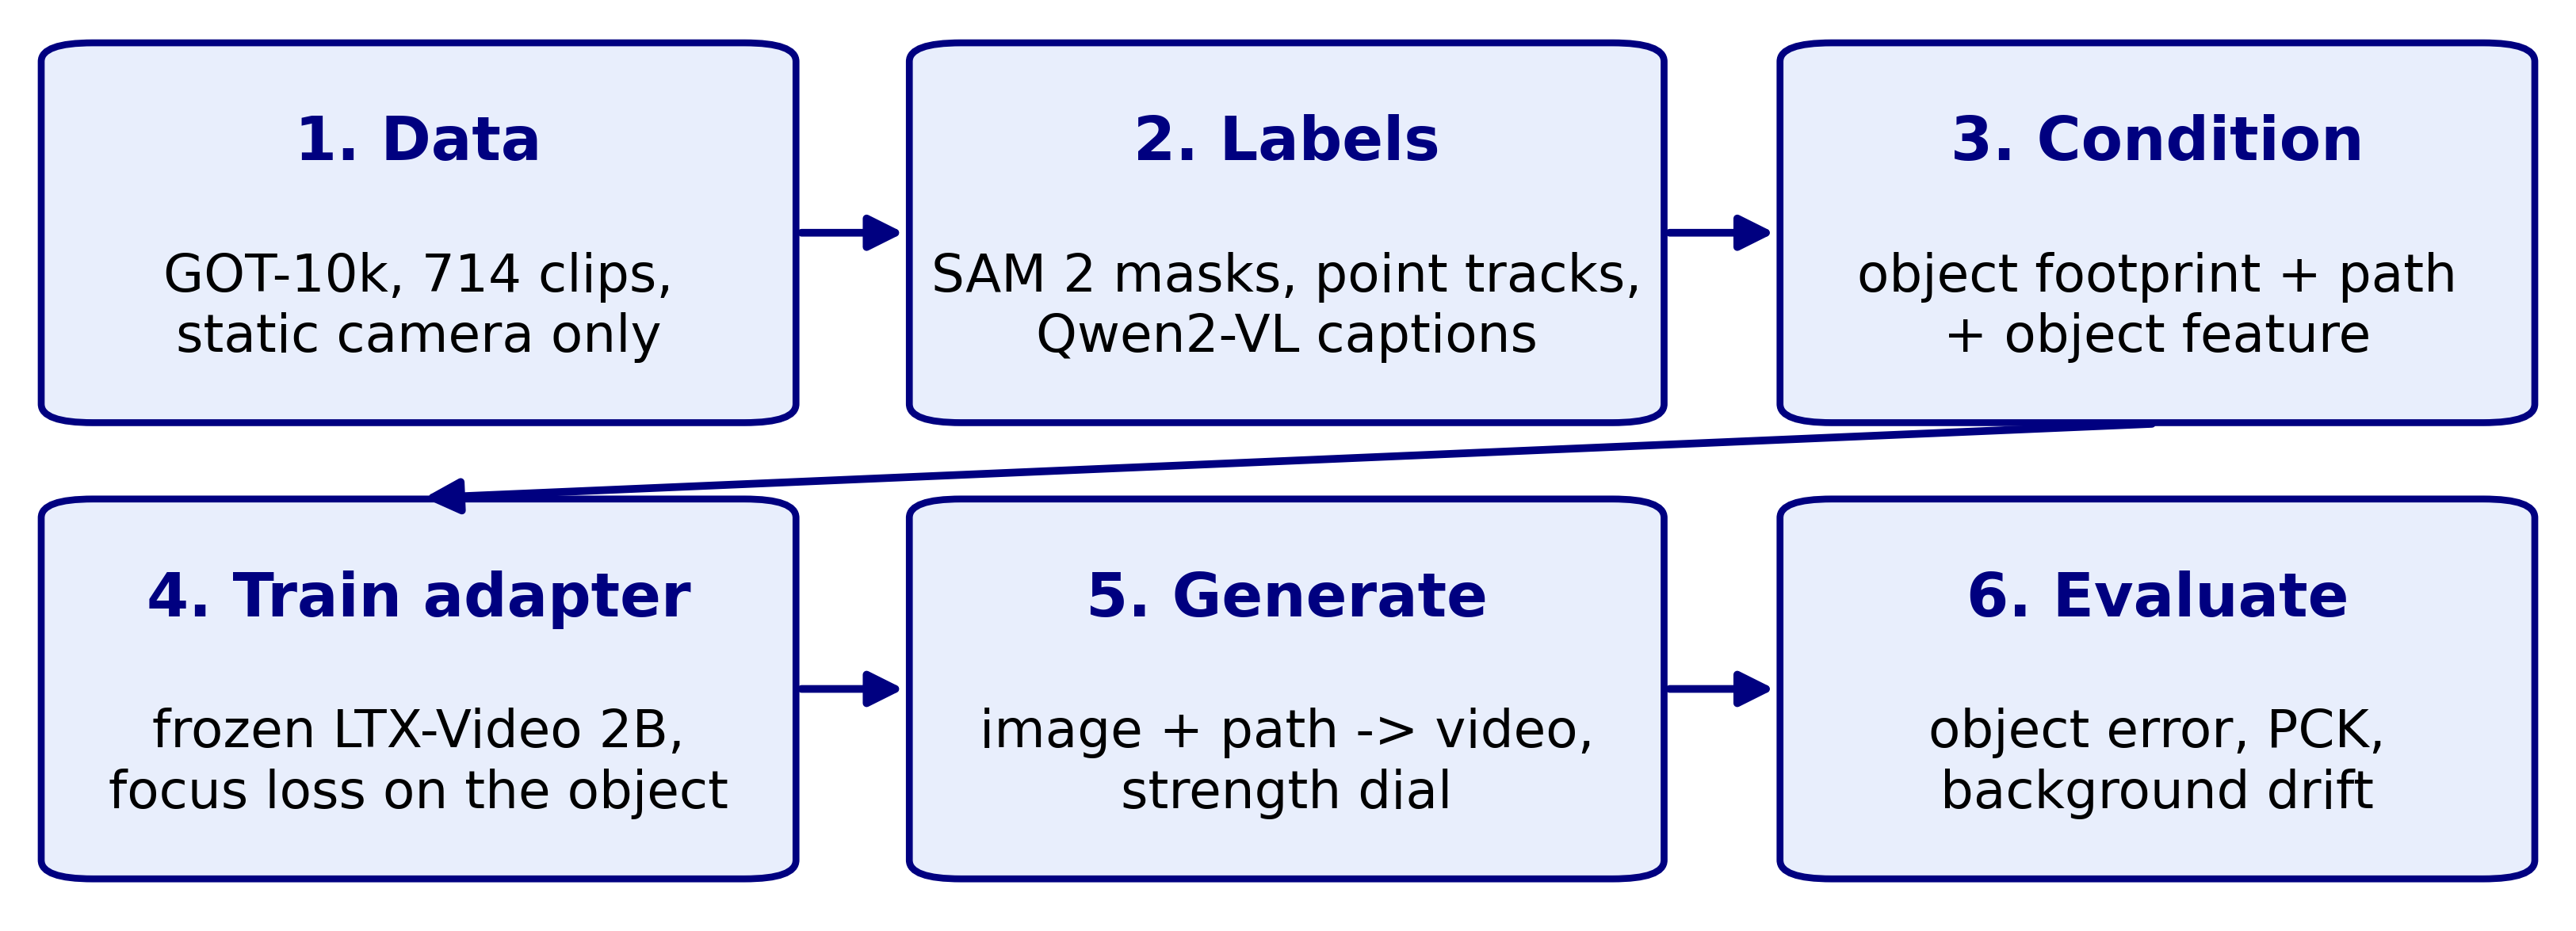 1. Data
GOT-10k, 714 clips,
static camera only
2. Labels
SAM 2 masks, point tracks,
Qwen2-VL captions
3. Condition
object footprint + path
+ object feature
4. Train adapter
frozen LTX-Video 2B,
focus loss on the object
5. Generate
image + path -> video,
strength dial
6. Evaluate
object error, PCK,
background drift